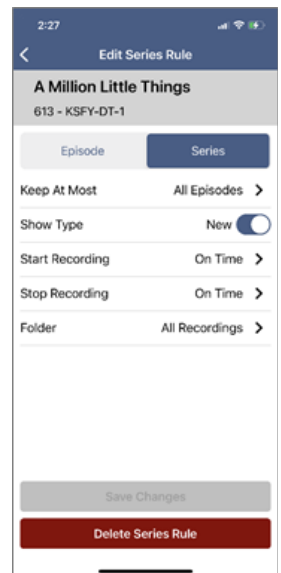 2:27
Edit Series Rule
A Million Little Things
613 - KSFY-DT-1
Episode Series
Keep At Most All Episodes
Show Type New
Start Recording On Time
Stop Recording On Time
Folder All Recordings
Save Changes
Delete Series Rule